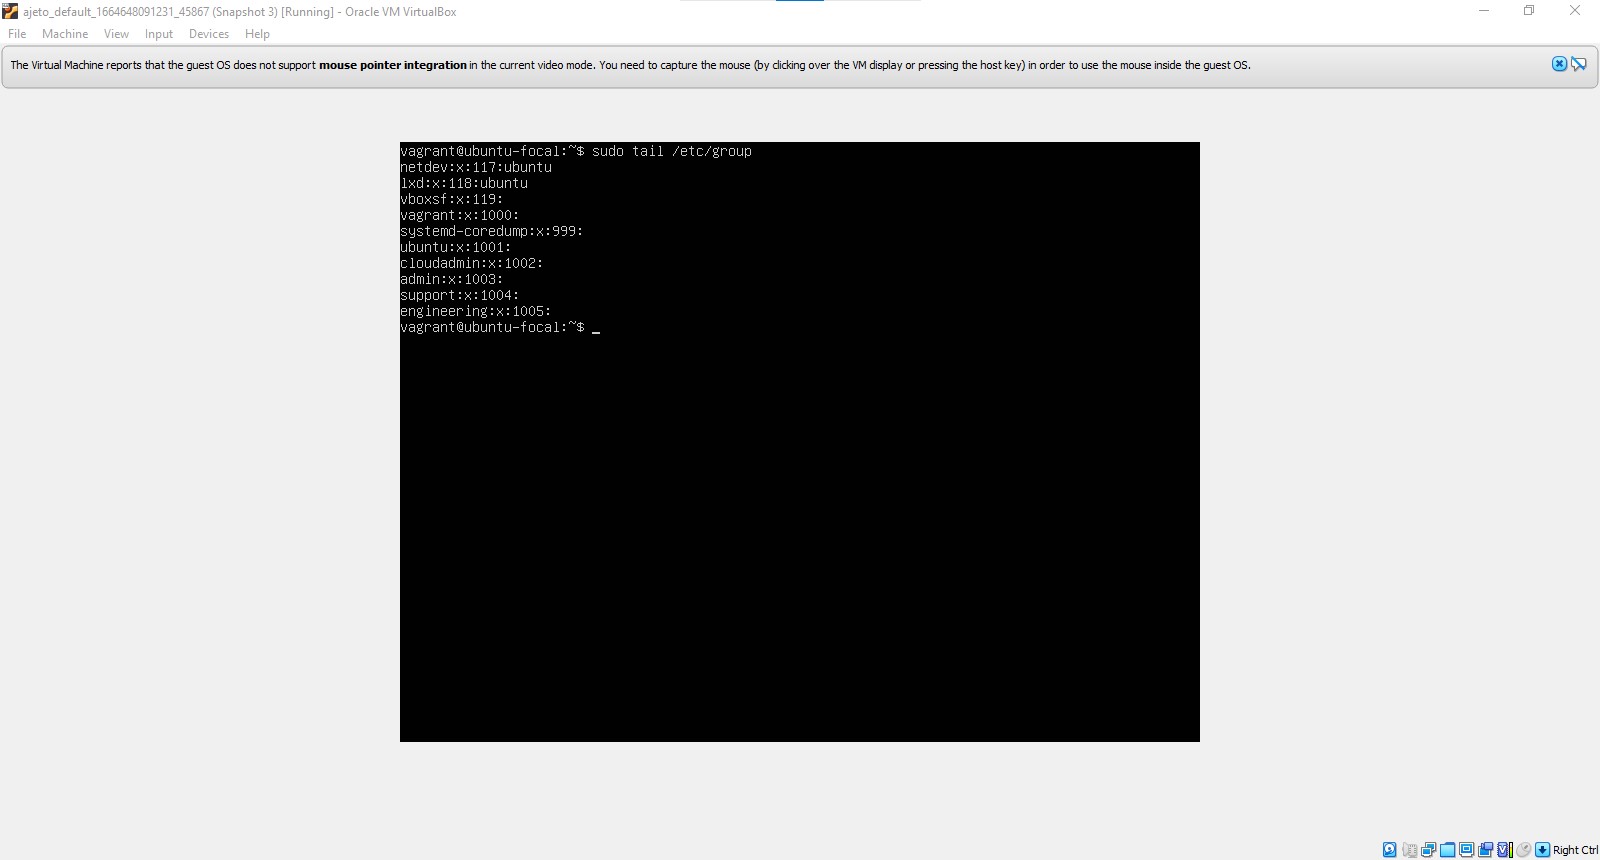 ajeto_default_1664648091231_45867 (Snapshot 3) [Running] - Oracle VM VirtualBox
File Machine View Input Devices Help
The Virtual Machine reports that the guest OS does not support mouse pointer integration in the current video mode. You need to capture the mouse (by clicking over the VM display or pressing the host key) in order to use the mouse inside the guest OS.
vagrant@ubuntu-focal:~$ sudo tail /etc/group
netdev:x:117:ubuntu
lxd:x:118:ubuntu
vboxsf:x:119:
vagrant:x:1000:
systemd-coredump:x:999:
ubuntu:x:1001:
cloudadmin:x:1002:
admin:x:1003:
support:x:1004:
engineering:x:1005:
vagrant@ubuntu-focal:~$ _
Right Ctrl